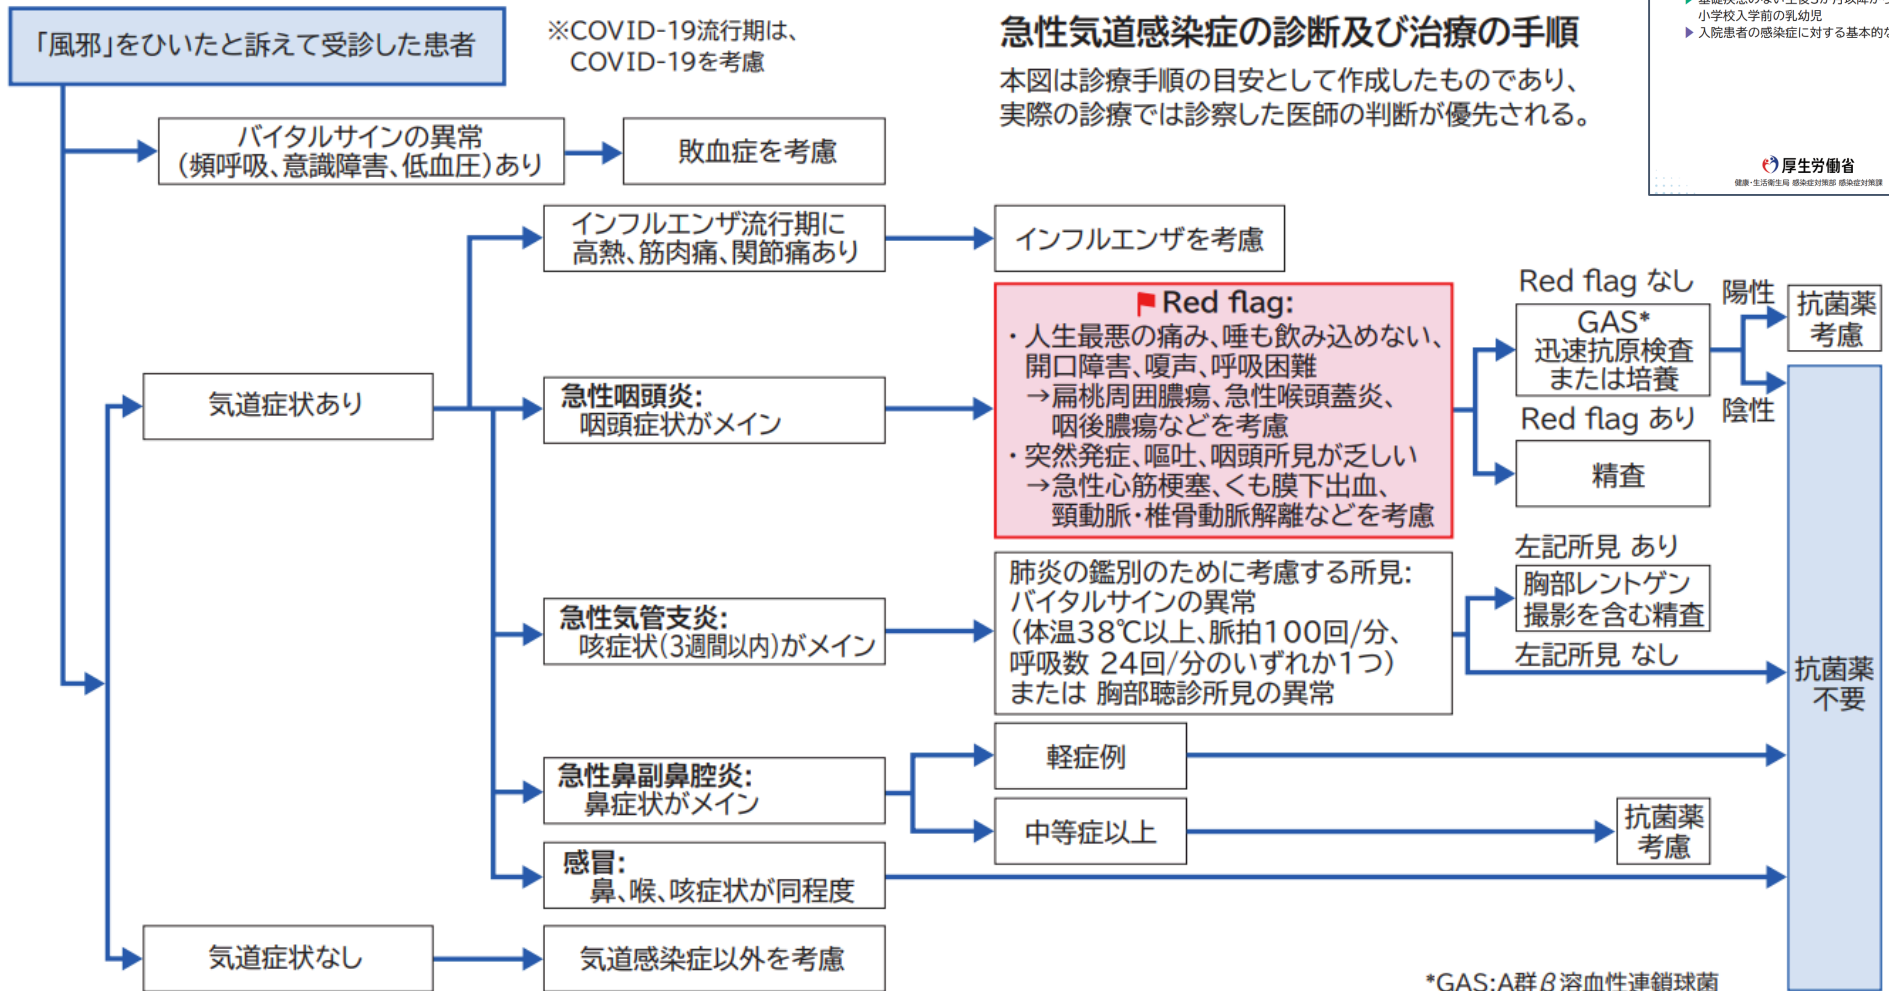 「風邪」をひいたと訴えて受診した患者
※COVID-19流行期は、
COVID-19を考慮
急性気道感染症の診断及び治療の手順
本図は診療手順の目安として作成したものであり、
実際の診療では診察した医師の判断が優先される。
小学校入学前の乳幼児
▶ 入院患者の感染症に対する基本的な
厚生労働省
健康・生活衛生局 感染症対策部 感染症対策課
バイタルサインの異常
(頻呼吸、意識障害、低血圧)あり
敗血症を考慮
気道症状あり
インフルエンザ流行期に
高熱、筋肉痛、関節痛あり
インフルエンザを考慮
急性咽頭炎:
咽頭症状がメイン
Red flag:
・人生最悪の痛み、唾も飲み込めない、
開口障害、嗄声、呼吸困難
→扁桃周囲膿瘍、急性喉頭蓋炎、
咽後膿瘍などを考慮
・突然発症、嘔吐、咽頭所見が乏しい
→急性心筋梗塞、くも膜下出血、
頸動脈・椎骨動脈解離などを考慮
Red flag なし
GAS*
迅速抗原検査
または培養
陽性
抗菌薬
考慮
陰性
Red flag あり
精査
急性気管支炎:
咳症状(3週間以内)がメイン
肺炎の鑑別のために考慮する所見:
バイタルサインの異常
(体温38℃以上、脈拍100回/分、
呼吸数 24回/分のいずれか1つ)
または 胸部聴診所見の異常
左記所見 あり
胸部レントゲン
撮影を含む精査
左記所見 なし
抗菌薬
不要
急性鼻副鼻腔炎:
鼻症状がメイン
軽症例
中等症以上
抗菌薬
考慮
感冒:
鼻、喉、咳症状が同程度
気道症状なし
気道感染症以外を考慮
*GAS:A群β溶血性連鎖球菌